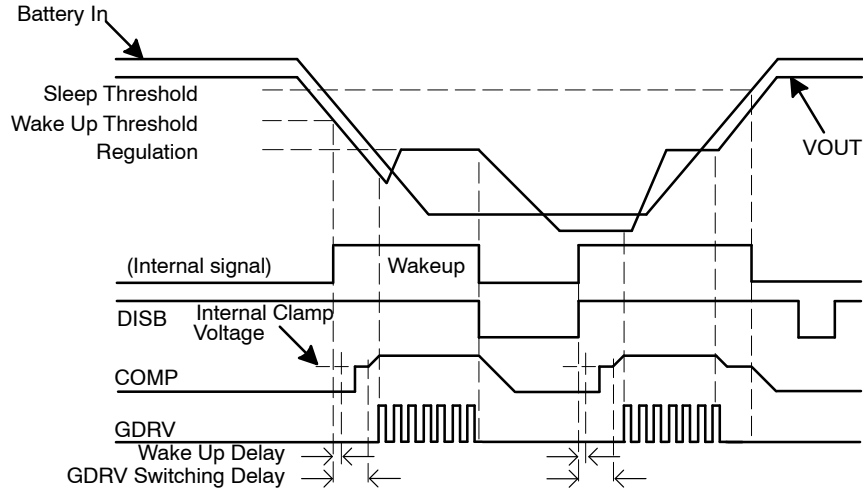 Battery In
Sleep Threshold
Wake Up Threshold
Regulation
VOUT
(Internal signal)
Wakeup
DISB
Internal Clamp
Voltage
COMP
GDRV
Wake Up Delay
GDRV Switching Delay